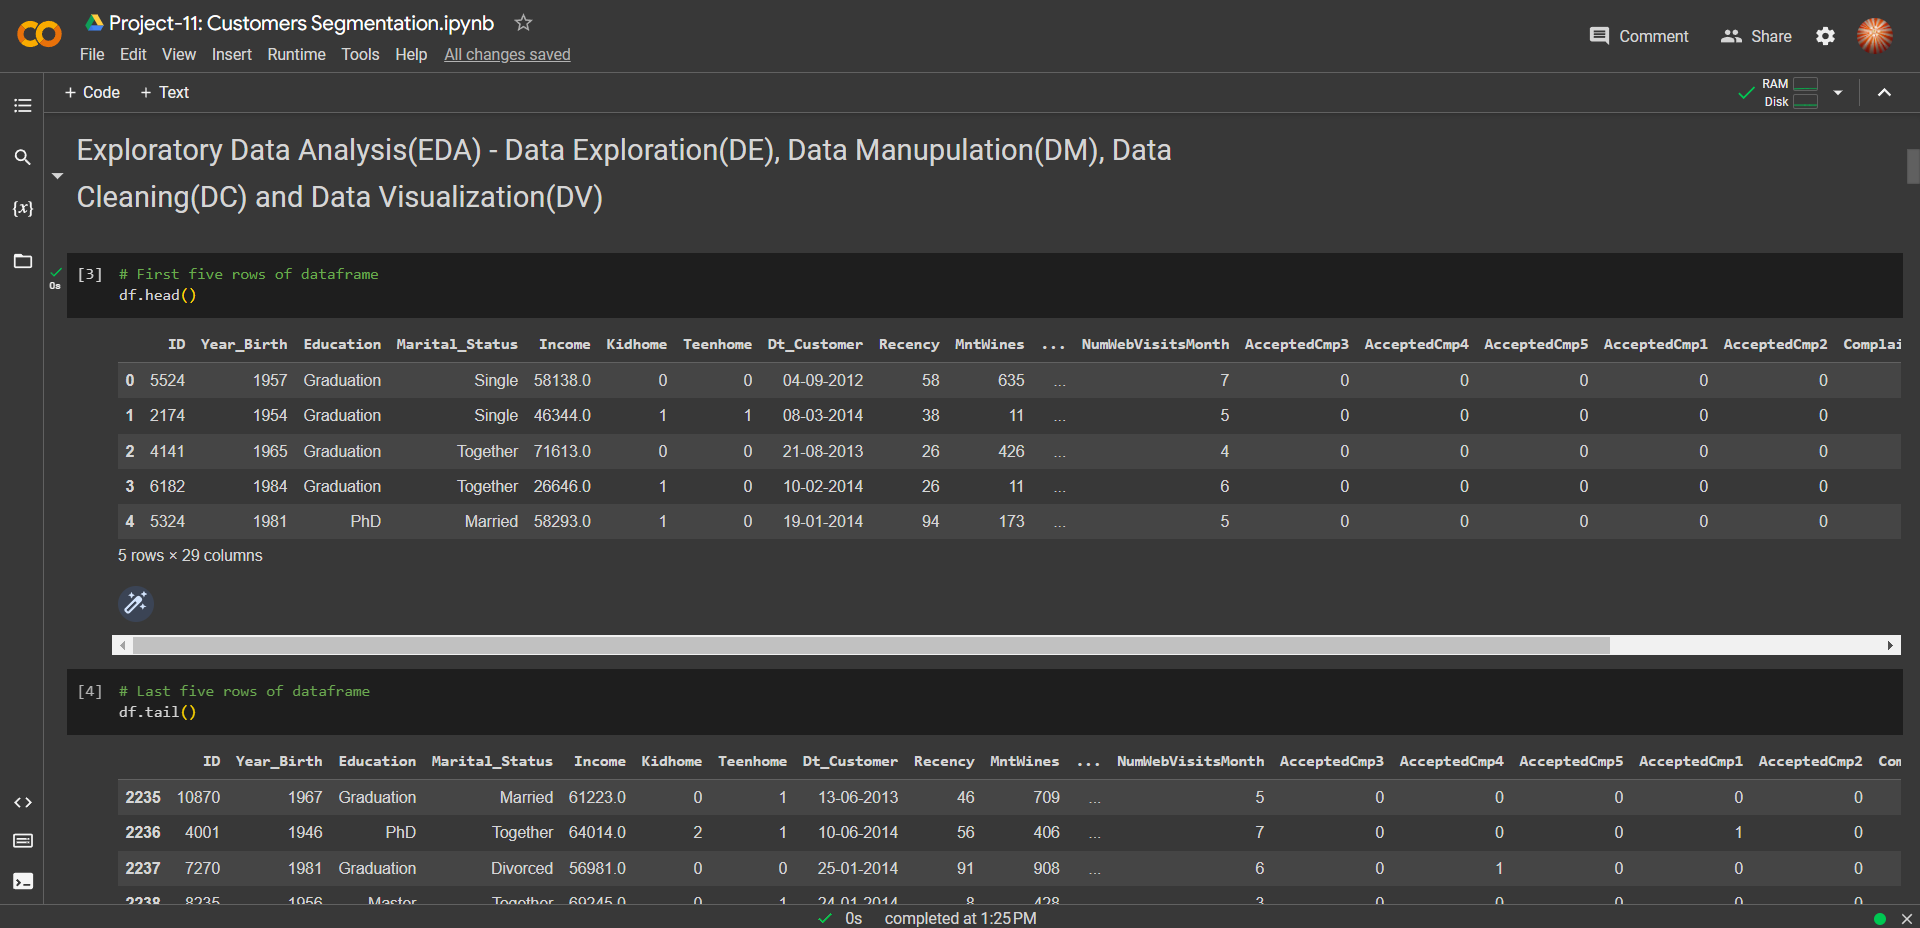 Project-11: Customers Segmentation.ipynb
Comment Share
File Edit View Insert Runtime Tools Help All changes saved
+ Code + Text
RAM
Disk
Exploratory Data Analysis(EDA) - Data Exploration(DE), Data Manupulation(DM), Data
Cleaning(DC) and Data Visualization(DV)
[3] # First five rows of dataframe
0s
df.head()
ID Year_Birth Education Marital_Status Income Kidhome Teenhome Dt_Customer Recency MntWines ... NumWebVisitsMonth AcceptedCmp3 AcceptedCmp4 AcceptedCmp5 AcceptedCmp1 AcceptedCmp2 Complai
0 5524 1957 Graduation Single 58138.0 0 0 04-09-2012 58 635 ... 7 0 0 0 0 0
1 2174 1954 Graduation Single 46344.0 1 1 08-03-2014 38 11 ... 5 0 0 0 0 0
2 4141 1965 Graduation Together 71613.0 0 0 21-08-2013 26 426 ... 4 0 0 0 0 0
3 6182 1984 Graduation Together 26646.0 1 0 10-02-2014 26 11 ... 6 0 0 0 0 0
4 5324 1981 PhD Married 58293.0 1 0 19-01-2014 94 173 ... 5 0 0 0 0 0
5 rows × 29 columns
[4] # Last five rows of dataframe
df.tail()
ID Year_Birth Education Marital_Status Income Kidhome Teenhome Dt_Customer Recency MntWines ... NumWebVisitsMonth AcceptedCmp3 AcceptedCmp4 AcceptedCmp5 AcceptedCmp1 AcceptedCmp2 Com
2235 10870 1967 Graduation Married 61223.0 0 1 13-06-2013 46 709 ... 5 0 0 0 0 0
2236 4001 1946 PhD Together 64014.0 2 1 10-06-2014 56 406 ... 7 0 0 0 1 0
2237 7270 1981 Graduation Divorced 56981.0 0 0 25-01-2014 91 908 ... 6 0 1 0 0 0
2238 8235 1956 Master Together 69245.0 0 1 24-01-2014 8 428 ... 3 0 0 0 0 0
0s completed at 1:25 PM